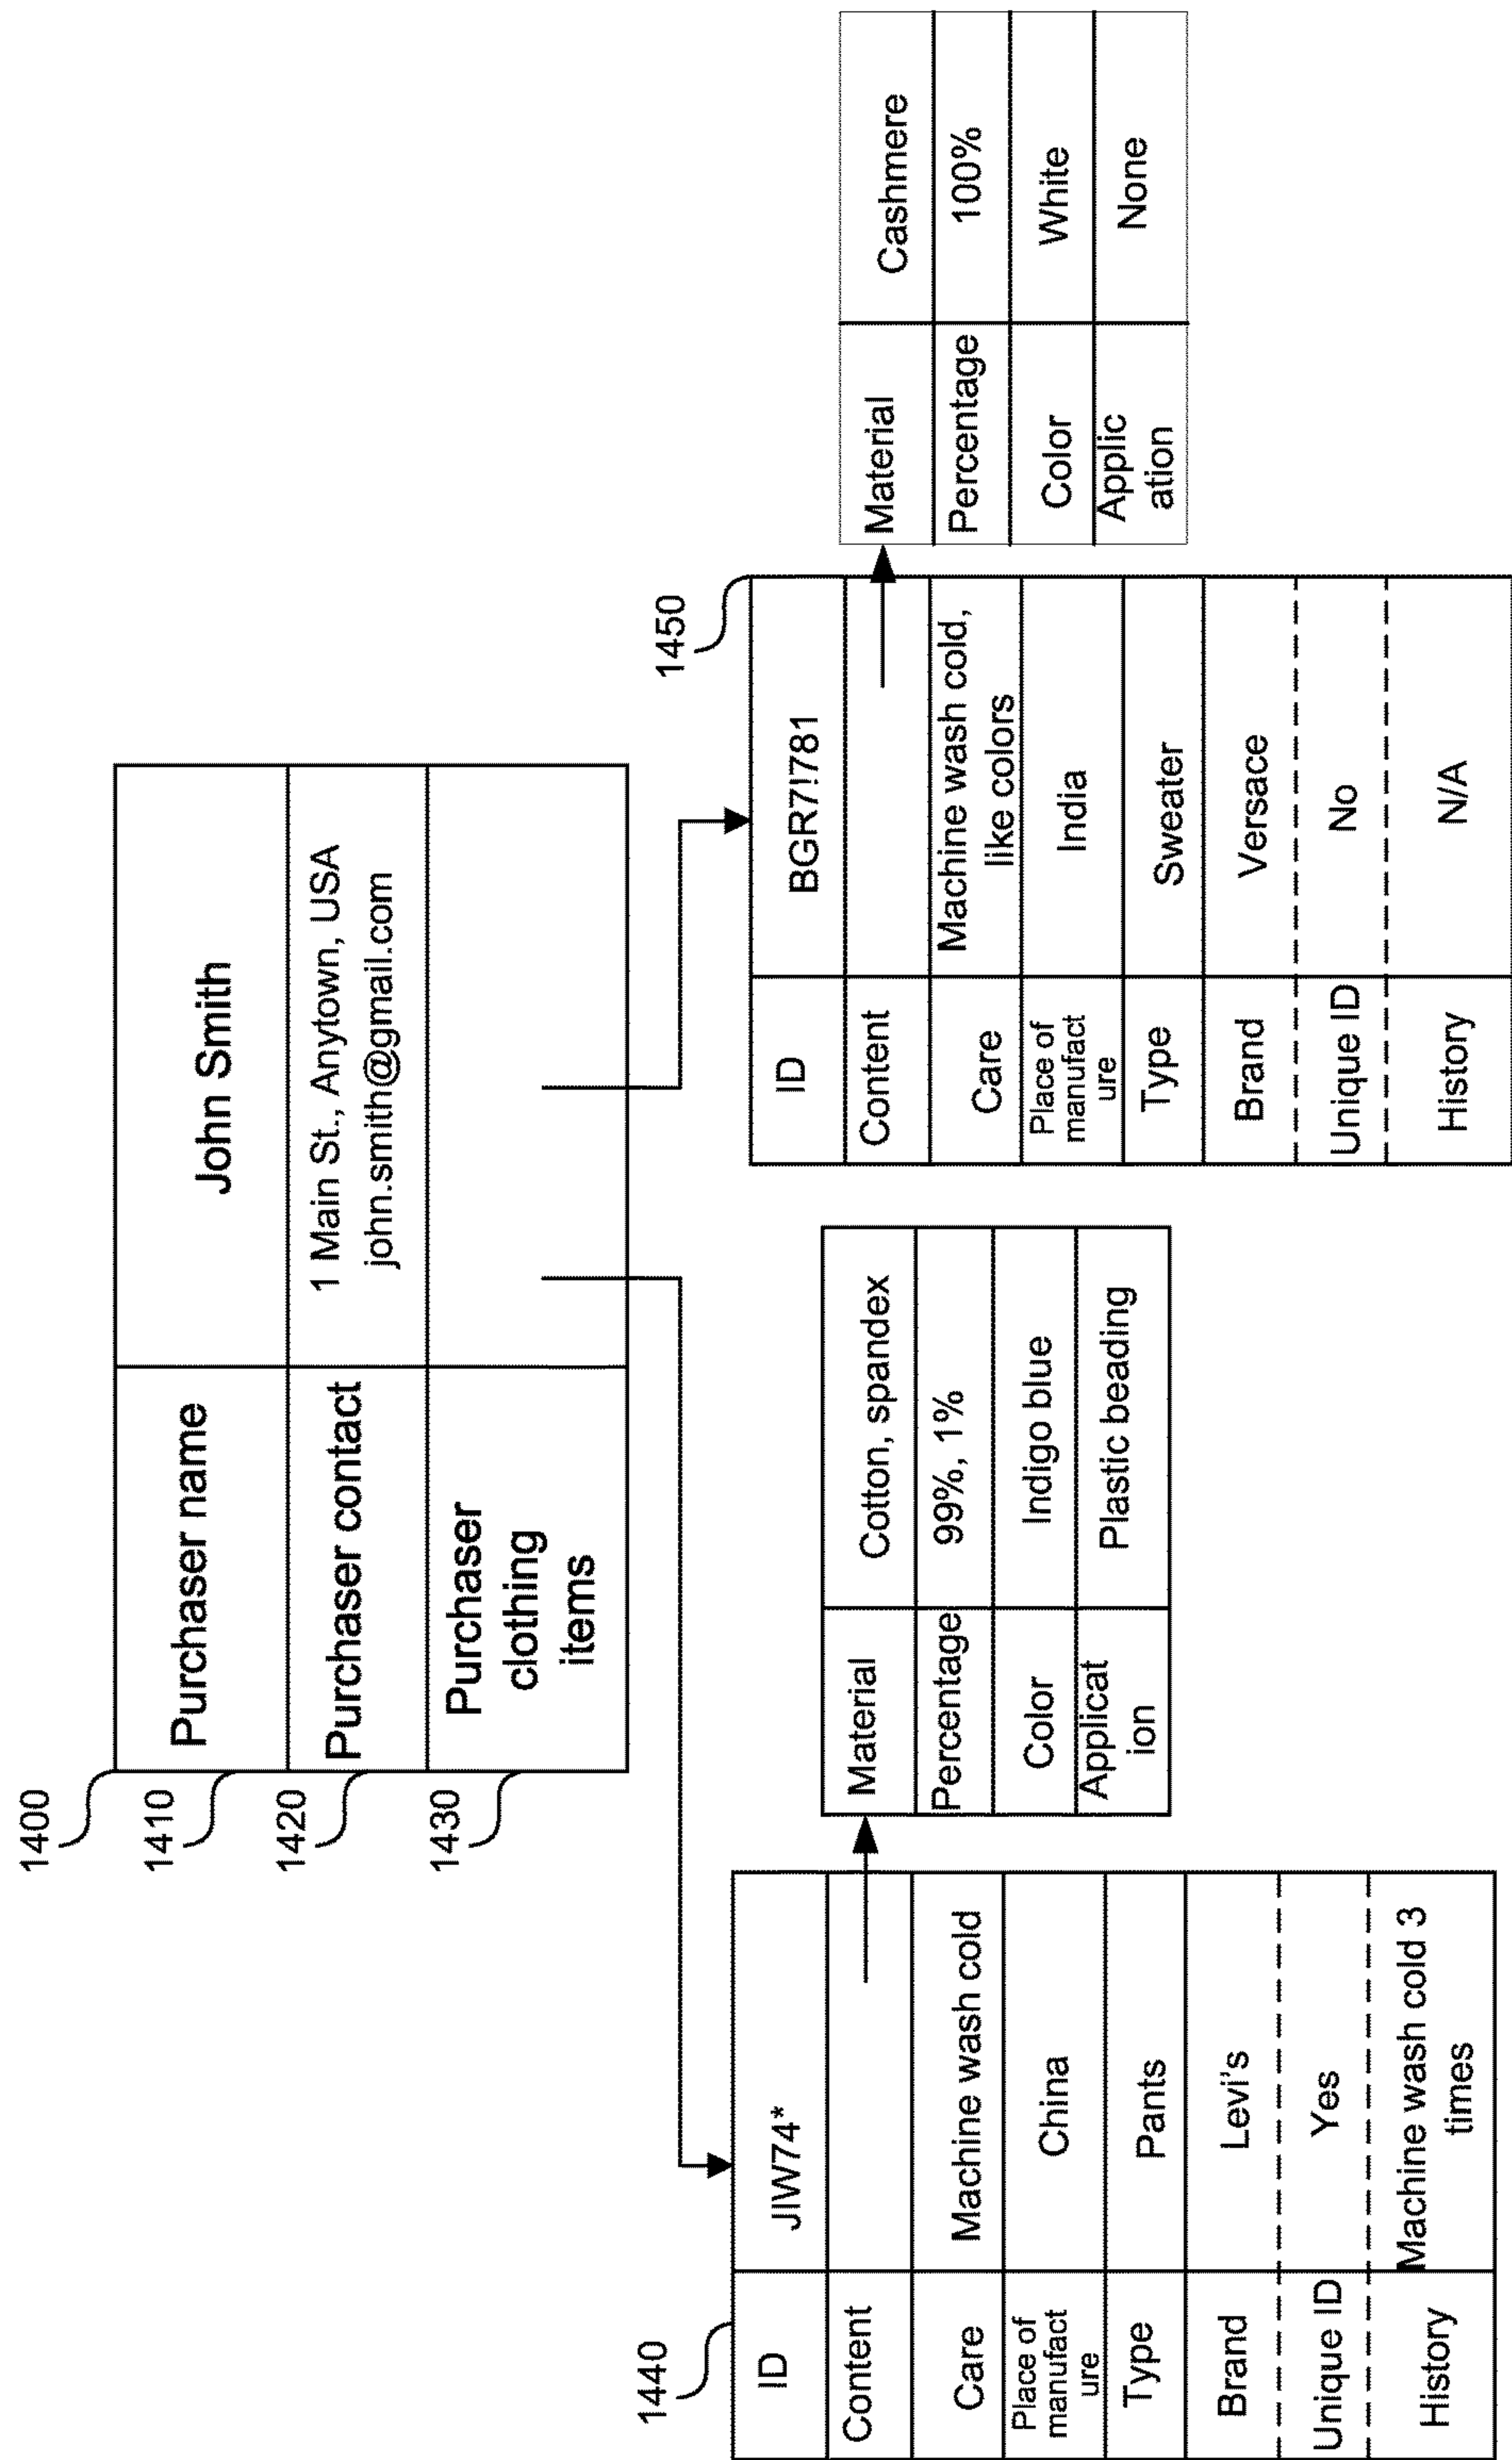 1400
1410
1420
1430
Purchaser name
John Smith
Purchaser contact
1 Main St., Anytown, USA
john.smith@gmail.com
Purchaser
clothing
items
1440
ID
JIW74*
Content
Care
Machine wash cold
Place of
manufact
ure
China
Type
Pants
Brand
Levi's
Unique ID
Yes
History
Machine wash cold 3
times
Material
Cotton, spandex
Percentage
99%, 1%
Color
Indigo blue
Applicat
ion
Plastic beading
1450
ID
BGR7!781
Content
Care
Machine wash cold,
like colors
Place of
manufact
ure
India
Type
Sweater
Brand
Versace
Unique ID
No
History
N/A
Material
Cashmere
Percentage
100%
Color
White
Applic
ation
None